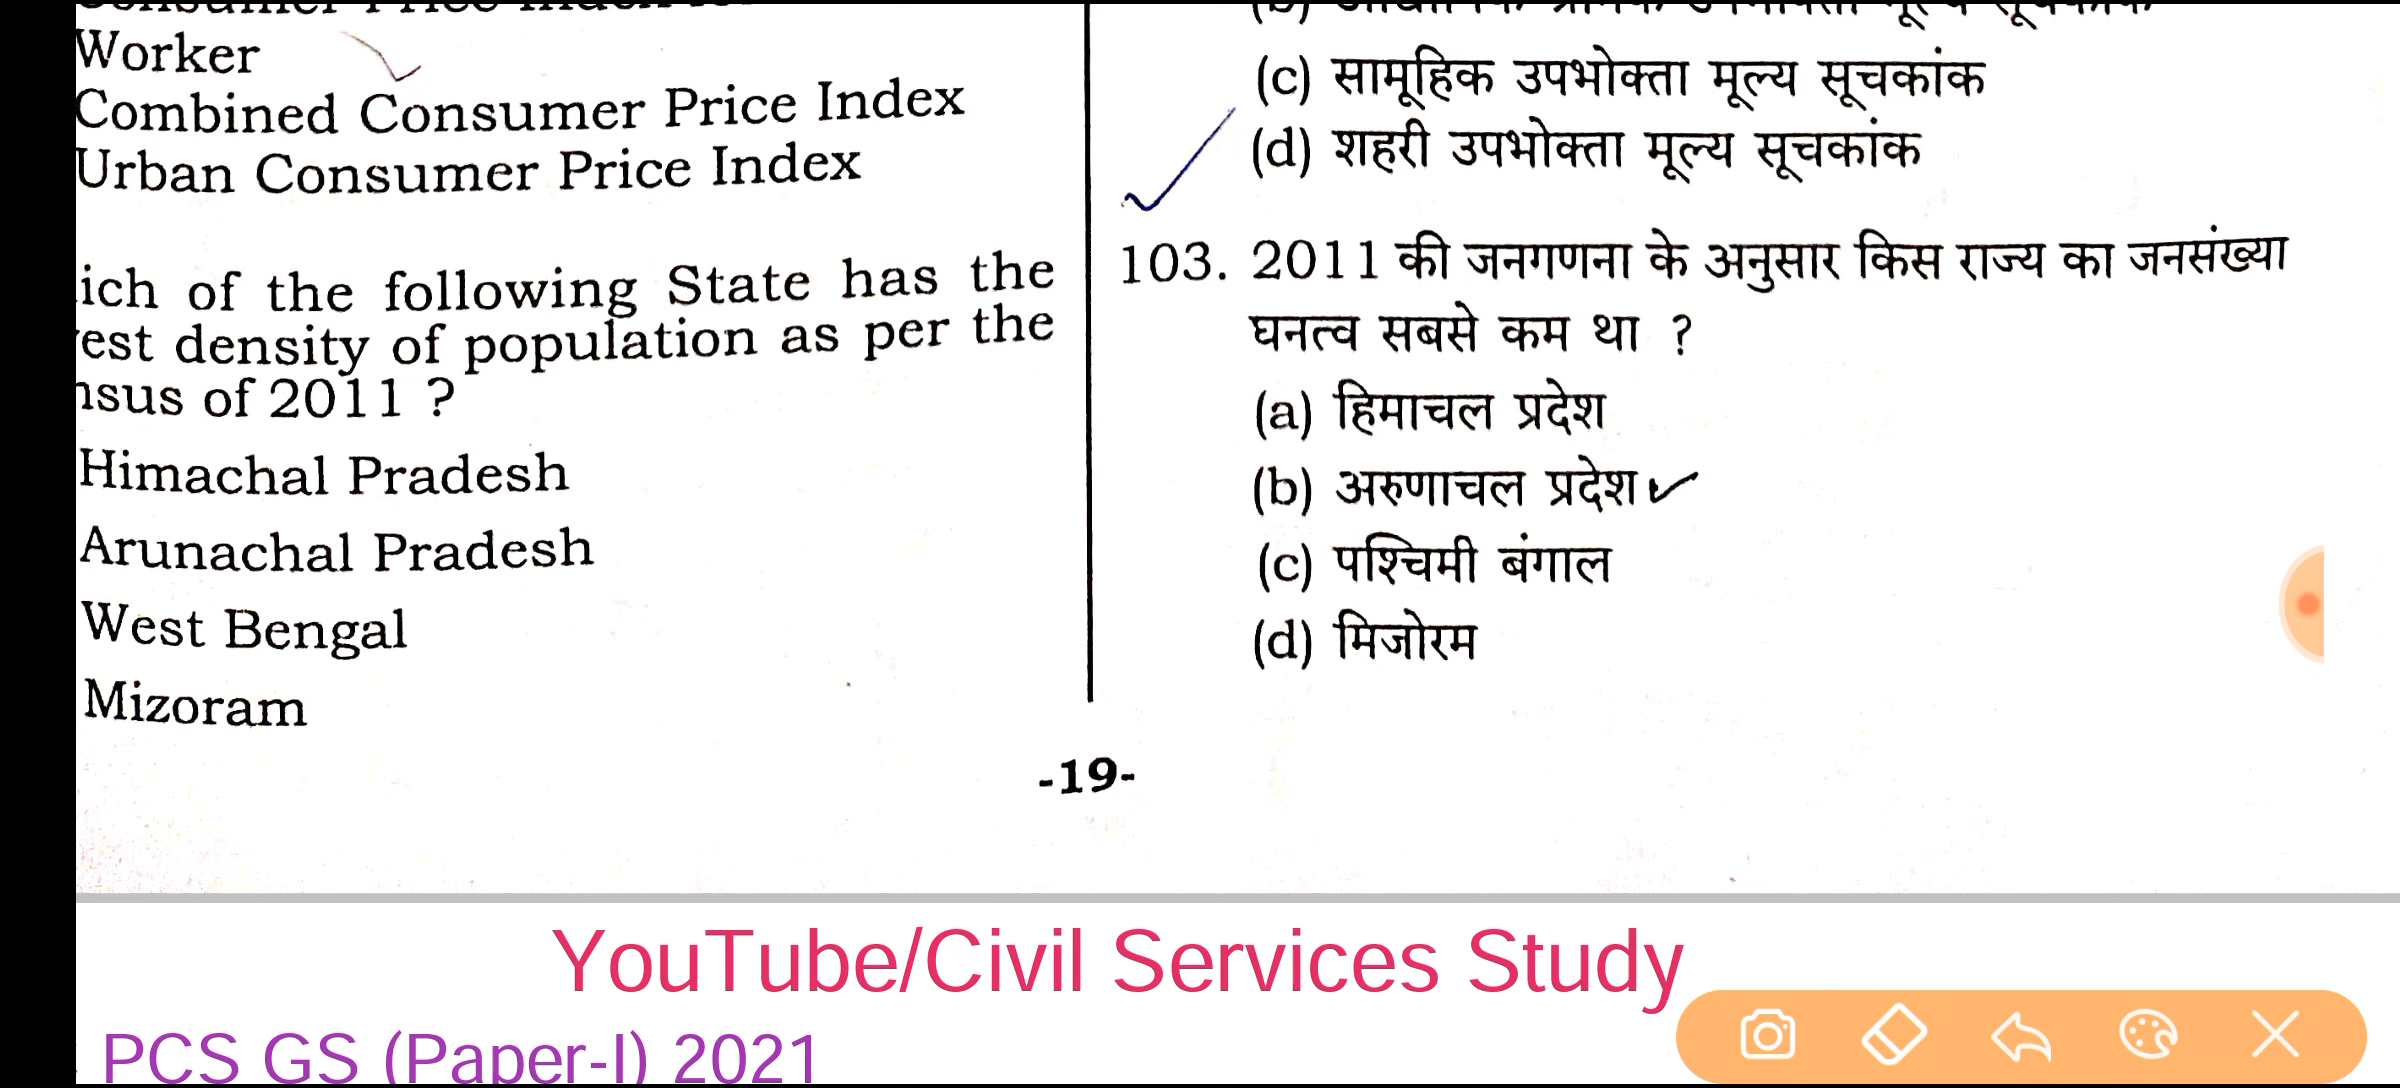 Worker
Combined Consumer Price Index
Urban Consumer Price Index
ich of the following State has the
est density of population as per the
nsus of 2011 ?
Himachal Pradesh
Arunachal Pradesh
West Bengal
Mizoram
(c) सामूहिक उपभोक्ता मूल्य सूचकांक
(d) शहरी उपभोक्ता मूल्य सूचकांक
103. 2011 की जनगणना के अनुसार किस राज्य का जनसंख्या
घनत्व सबसे कम था ?
(a) हिमाचल प्रदेश
(b) अरुणाचल प्रदेश
(c) पश्चिमी बंगाल
(d) मिजोरम
-19-
YouTube/Civil Services Study
PCS GS (Paper-I) 2021